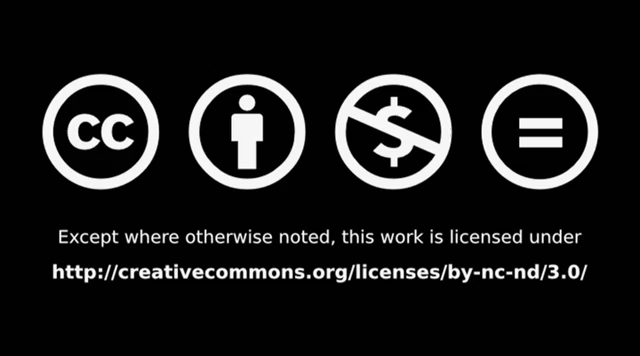 cc
Except where otherwise noted, this work is licensed under
http://creativecommons.org/licenses/by-nc-nd/3.0/